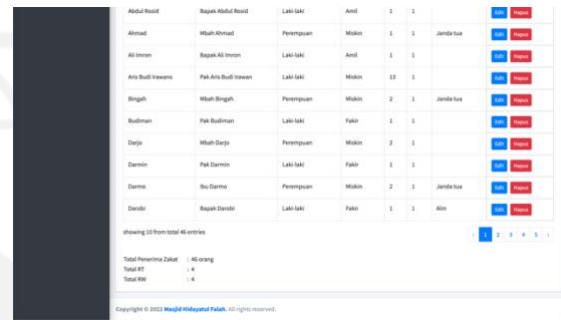 Abdul Rosid Bapak Abdul Rosid Laki-laki Amil 1 1 Edit Hapus
Ahmad Mbah Ahmad Perempuan Miskin 1 1 Janda tua Edit Hapus
Ali Imron Bapak Ali Imron Laki-laki Amil 1 1 Edit Hapus
Aris Budi Irawans Pak Aris Budi Irawan Laki-laki Miskin 13 1 Edit Hapus
Bingah Mbah Bingah Perempuan Miskin 2 1 Janda tua Edit Hapus
Budiman Pak Budiman Laki-laki Fakir 1 1 Edit Hapus
Darjo Mbah Darjo Perempuan Miskin 2 1 Edit Hapus
Darmin Pak Darmin Laki-laki Fakir 1 1 Edit Hapus
Darmo Ibu Darmo Perempuan Miskin 2 1 Janda tua Edit Hapus
Darobi Bapak Darobi Laki-laki Fakir 1 1 Alim Edit Hapus
showing 10 from total 46 entries ‹ 1 2 3 4 5 ›
Total Penerima Zakat : 46 orang
Total RT : 4
Total RW : 4
Copyright © 2022 Masjid Hidayatul Falah. All rights reserved.